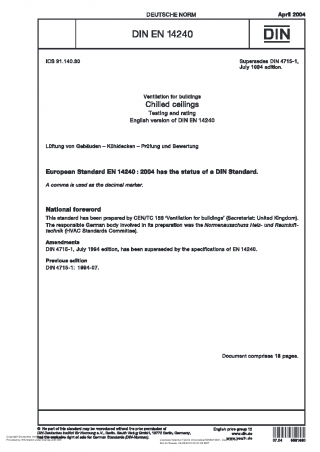 DEUTSCHE NORM
April 2004
DIN EN 14240
DIN
ICS 91.140.30
Supersedes DIN 4715-1,
July 1994 edition.
Ventilation for buildings
Chilled ceilings
Testing and rating
English version of DIN EN 14240
Lüftung von Gebäuden – Kühldecken – Prüfung und Bewertung
European Standard EN 14240 : 2004 has the status of a DIN Standard.
A comma is used as the decimal marker.
National foreword
This standard has been prepared by CEN/TC 156 'Ventilation for buildings' (Secretariat: United Kingdom).
The responsible German body involved in its preparation was the Normenausschuss Heiz- und Raumluft-
technik (HVAC Standards Committee).
Amendments
DIN 4715-1, July 1994 edition, has been superseded by the specifications of EN 14240.
Previous edition
DIN 4715-1: 1994-07.
Document comprises 18 pages.
© No part of this standard may be reproduced without the prior permission of
DIN Deutsches Institut für Normung e.V., Berlin. Beuth Verlag GmbH, 10772 Berlin, Germany,
has the exclusive right of sale for German Standards (DIN-Normen).
English price group 12
www.din.de
www.beuth.de
07.04